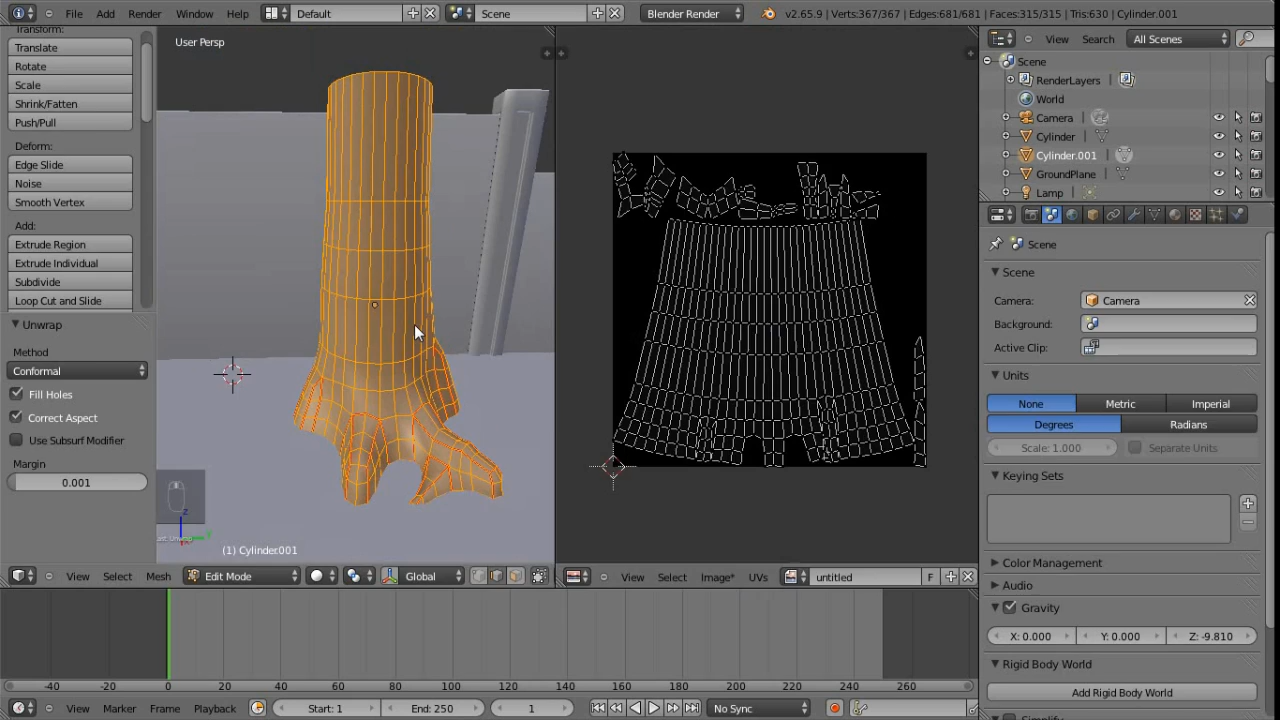 File Add Render Window Help Default Scene Blender Render v2.65.9 | Verts:367/367 | Edges:681/681 | Faces:315/315 | Tris:630 | Cylinder.001
Transform:
Translate
Rotate
Scale
Shrink/Fatten
Push/Pull
Deform:
Edge Slide
Noise
Smooth Vertex
Add:
Extrude Region
Extrude Individual
Subdivide
Loop Cut and Slide
Unwrap
Method
Conformal
Fill Holes
Correct Aspect
Use Subsurf Modifier
Margin
0.001
User Persp
Last: Unwrap
z
(1) Cylinder.001
View Select Mesh Edit Mode Global
View Select Image* UVs untitled F
View Search All Scenes
Scene
RenderLayers
World
Camera
Cylinder
Cylinder.001
GroundPlane
Lamp
Scene
Scene
Camera: Camera
Background:
Active Clip:
Units
None Metric Imperial
Degrees Radians
Scale: 1.000 Separate Units
Keying Sets
Color Management
Audio
Gravity
X: 0.000 Y: 0.000 Z: -9.810
Rigid Body World
Add Rigid Body World
Simplify
-40 -20 0 20 40 60 80 100 120 140 160 180 200 220 240 260
View Marker Frame Playback Start: 1 End: 250 1 No Sync